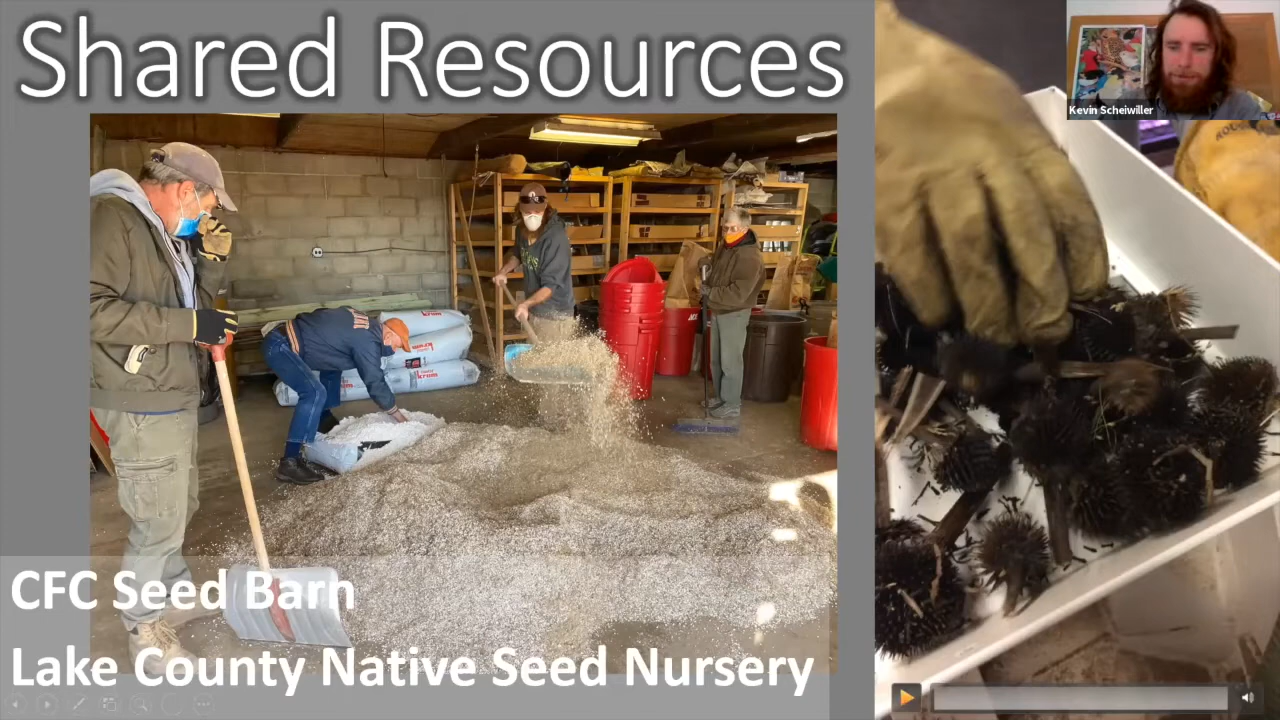 Shared Resources
Kevin Scheiwiller
CFC Seed Barn
Lake County Native Seed Nursery